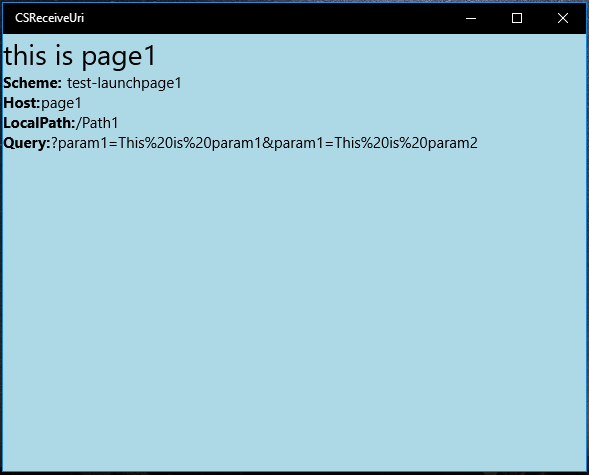 CSReceiveUri
this is page1
Scheme: test-launchpage1
Host:page1
LocalPath:/Path1
Query:?param1=This%20is%20param1&param1=This%20is%20param2